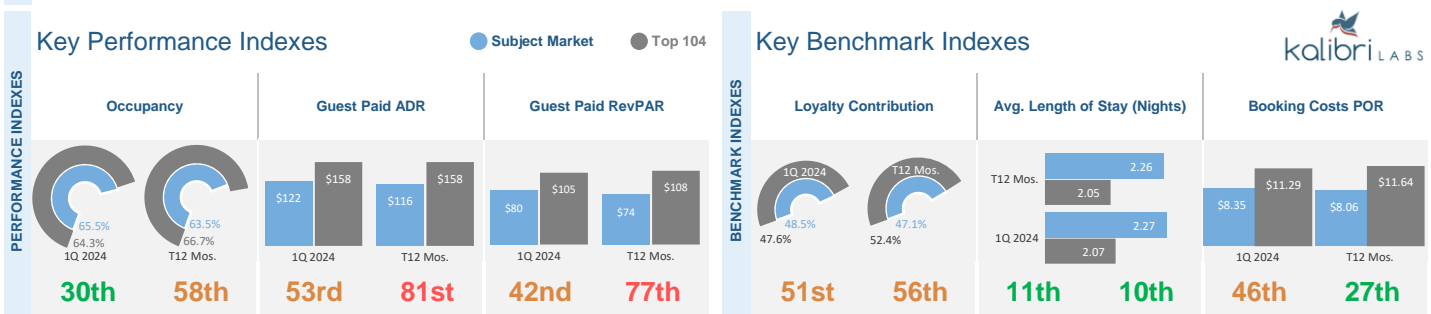 PERFORMANCE INDEXES
Key Performance Indexes
Subject Market
Top 104
Occupancy
Guest Paid ADR
Guest Paid RevPAR
65.5%
64.3%
1Q 2024
63.5%
66.7%
T12 Mos.
$122
$158
1Q 2024
$116
$158
T12 Mos.
$80
$105
1Q 2024
$74
$108
T12 Mos.
30th
58th
53rd
81st
42nd
77th
BENCHMARK INDEXES
Key Benchmark Indexes
kalibri LABS
Loyalty Contribution
Avg. Length of Stay (Nights)
Booking Costs POR
1Q 2024
48.5%
47.6%
T12 Mos.
47.1%
52.4%
T12 Mos.
2.26
2.05
1Q 2024
2.27
2.07
$8.35
$11.29
1Q 2024
$8.06
$11.64
T12 Mos.
51st
56th
11th
10th
46th
27th